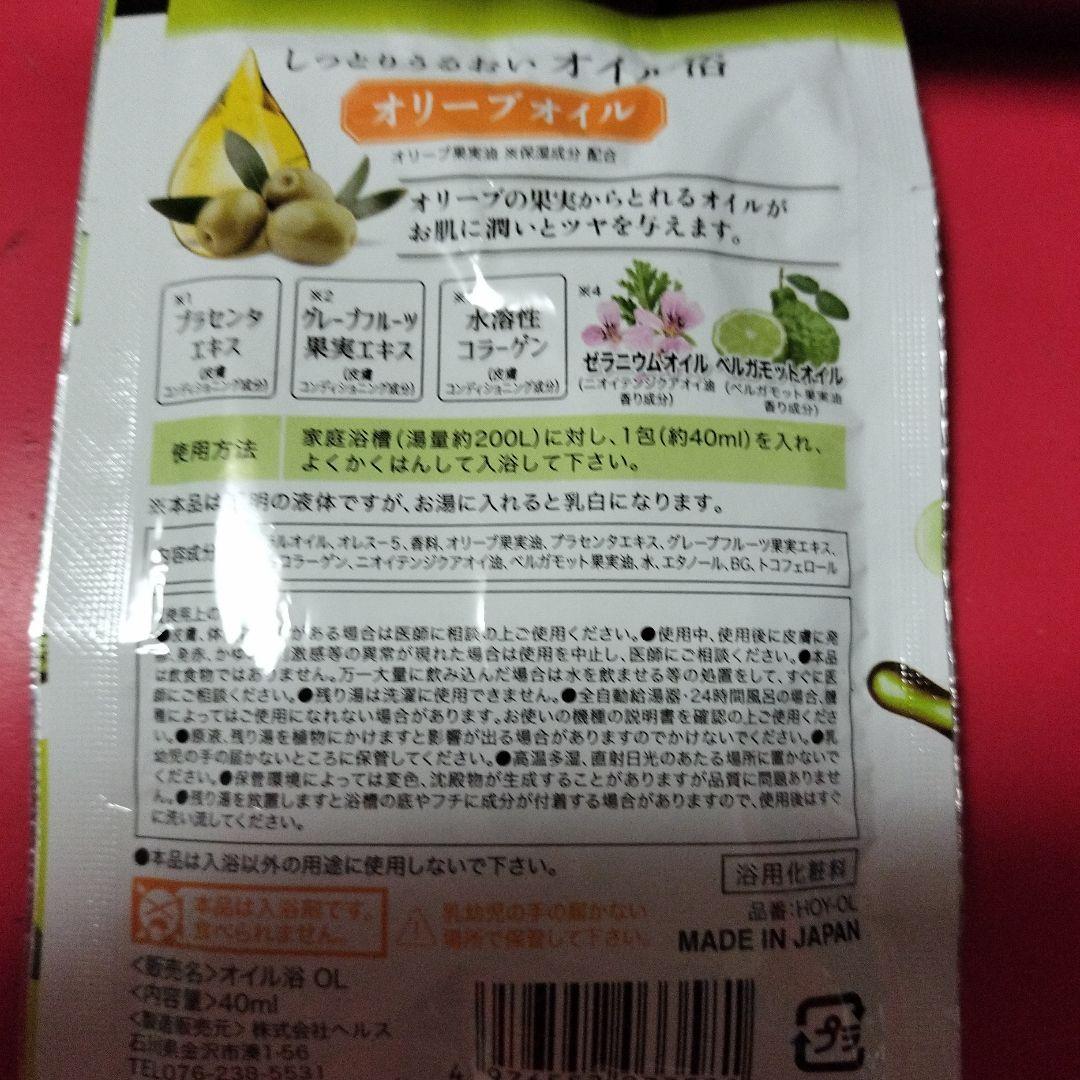 しっとりうるおい オイル浴
オリーブオイル
オリーブ果実油 ※保湿成分 配合
オリーブの果実からとれるオイルが
お肌に潤いとツヤを与えます。
※1
プラセンタ
エキス
(皮膚
コンディショニング成分)
※2
グレープフルーツ
果実エキス
(皮膚
コンディショニング成分)
水溶性
コラーゲン
(皮膚
コンディショニング成分)
※4
ゼラニウムオイル
(ニオイテンジクアオイ油
香り成分)
ベルガモットオイル
(ベルガモット果実油
香り成分)
使用方法
家庭浴槽(湯量約200L)に対し、1包(約40ml)を入れ、
よくかくはんして入浴して下さい。
※本品は 明の液体ですが、お湯に入れると乳白になります。
内容成分
ルオイル、オレス-5、香料、オリーブ果実油、プラセンタエキス、グレープフルーツ果実エキス、
コラーゲン、ニオイテンジクアオイ油、ベルガモット果実油、水、エタノール、BG、トコフェロール
使用上の
●皮膚、体 がある場合は医師に相談の上ご使用ください。●使用中、使用後に皮膚に発
疹、発赤、かゆ 激感等の異常が現れた場合は使用を中止し、医師にご相談ください。●本品
は飲食物ではありません。万一大量に飲み込んだ場合は水を飲ませる等の処置をして、すぐに医
師にご相談ください。●残り湯は洗濯に使用できません。●全自動給湯器・24時間風呂の場合、機
種によってはご使用になれない場合があります。お使いの機種の説明書を確認の上ご使用くださ
い。●原液、残り湯を植物にかけますと影響が出る場合がありますのでかけないでください。●乳
幼児の手の届かないところに保管してください。●高温多湿、直射日光のあたる場所に置かないで
ください。●保管環境によっては変色、沈殿物が生成することがありますが品質に問題ありませ
ん。●残り湯を放置しますと浴槽の底やフチに成分が付着する場合がありますので、使用後はすぐ
に洗い流してください。
●本品は入浴以外の用途に使用しないで下さい。
浴用化粧料
本品は入浴剤です。
食べられません。
乳幼児の手の届かない
場所で保管して下さい。
品番:HOY-OL
MADE IN JAPAN
<販売名>オイル浴 OL
<内容量>40ml
<製造販売元>株式会社ヘルス
石川県金沢市湊1-56
TEL076-238-5531
プラ